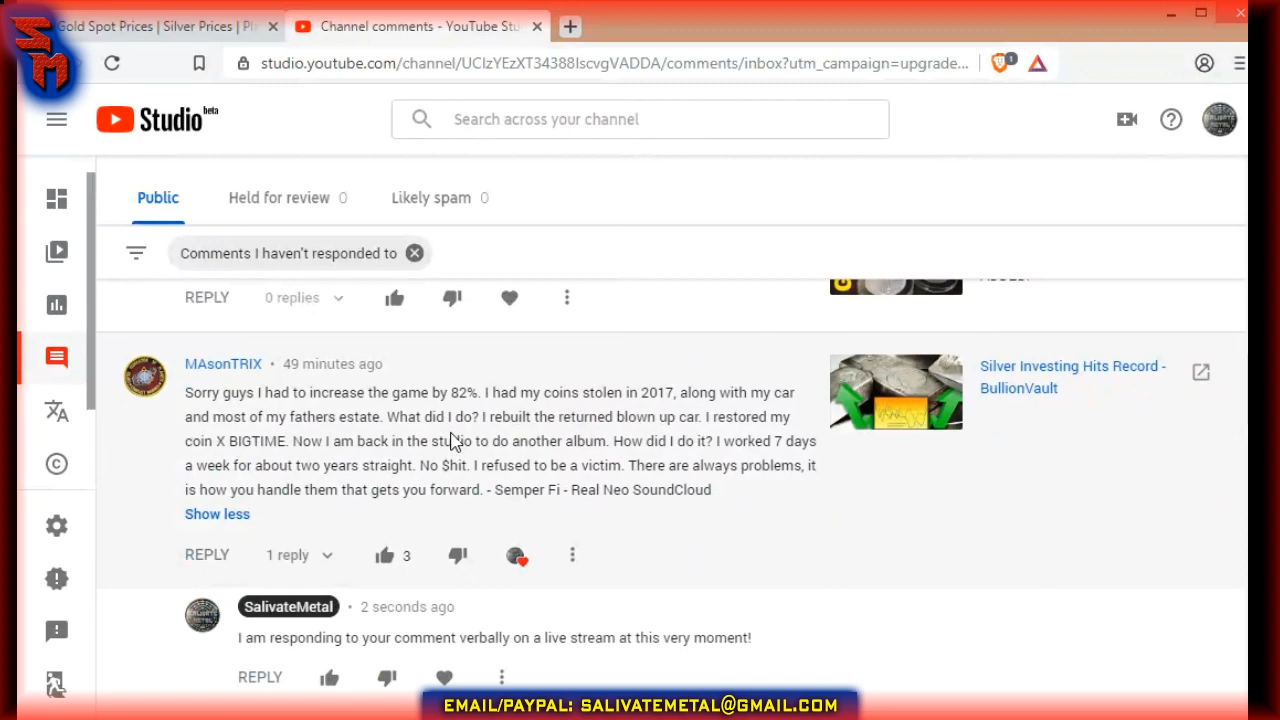 SM
Gold Spot Prices | Silver Prices | Pl
Channel comments - YouTube Stu
studio.youtube.com/channel/UCIzYEzXT34388IscvgVADDA/comments/inbox?utm_campaign=upgrade...
1
Studio beta
Search across your channel
SALIVATE METAL
Public
Held for review 0
Likely spam 0
Comments I haven't responded to
REPLY 0 replies
MAsonTRIX • 49 minutes ago
Sorry guys I had to increase the game by 82%. I had my coins stolen in 2017, along with my car
and most of my fathers estate. What did I do? I rebuilt the returned blown up car. I restored my
coin X BIGTIME. Now I am back in the studio to do another album. How did I do it? I worked 7 days
a week for about two years straight. No $hit. I refused to be a victim. There are always problems, it
is how you handle them that gets you forward. - Semper Fi - Real Neo SoundCloud
Show less
Silver Investing Hits Record -
BullionVault
REPLY 1 reply 3
SalivateMetal • 2 seconds ago
I am responding to your comment verbally on a live stream at this very moment!
REPLY
EMAIL/PAYPAL: SALIVATEMETAL@GMAIL.COM